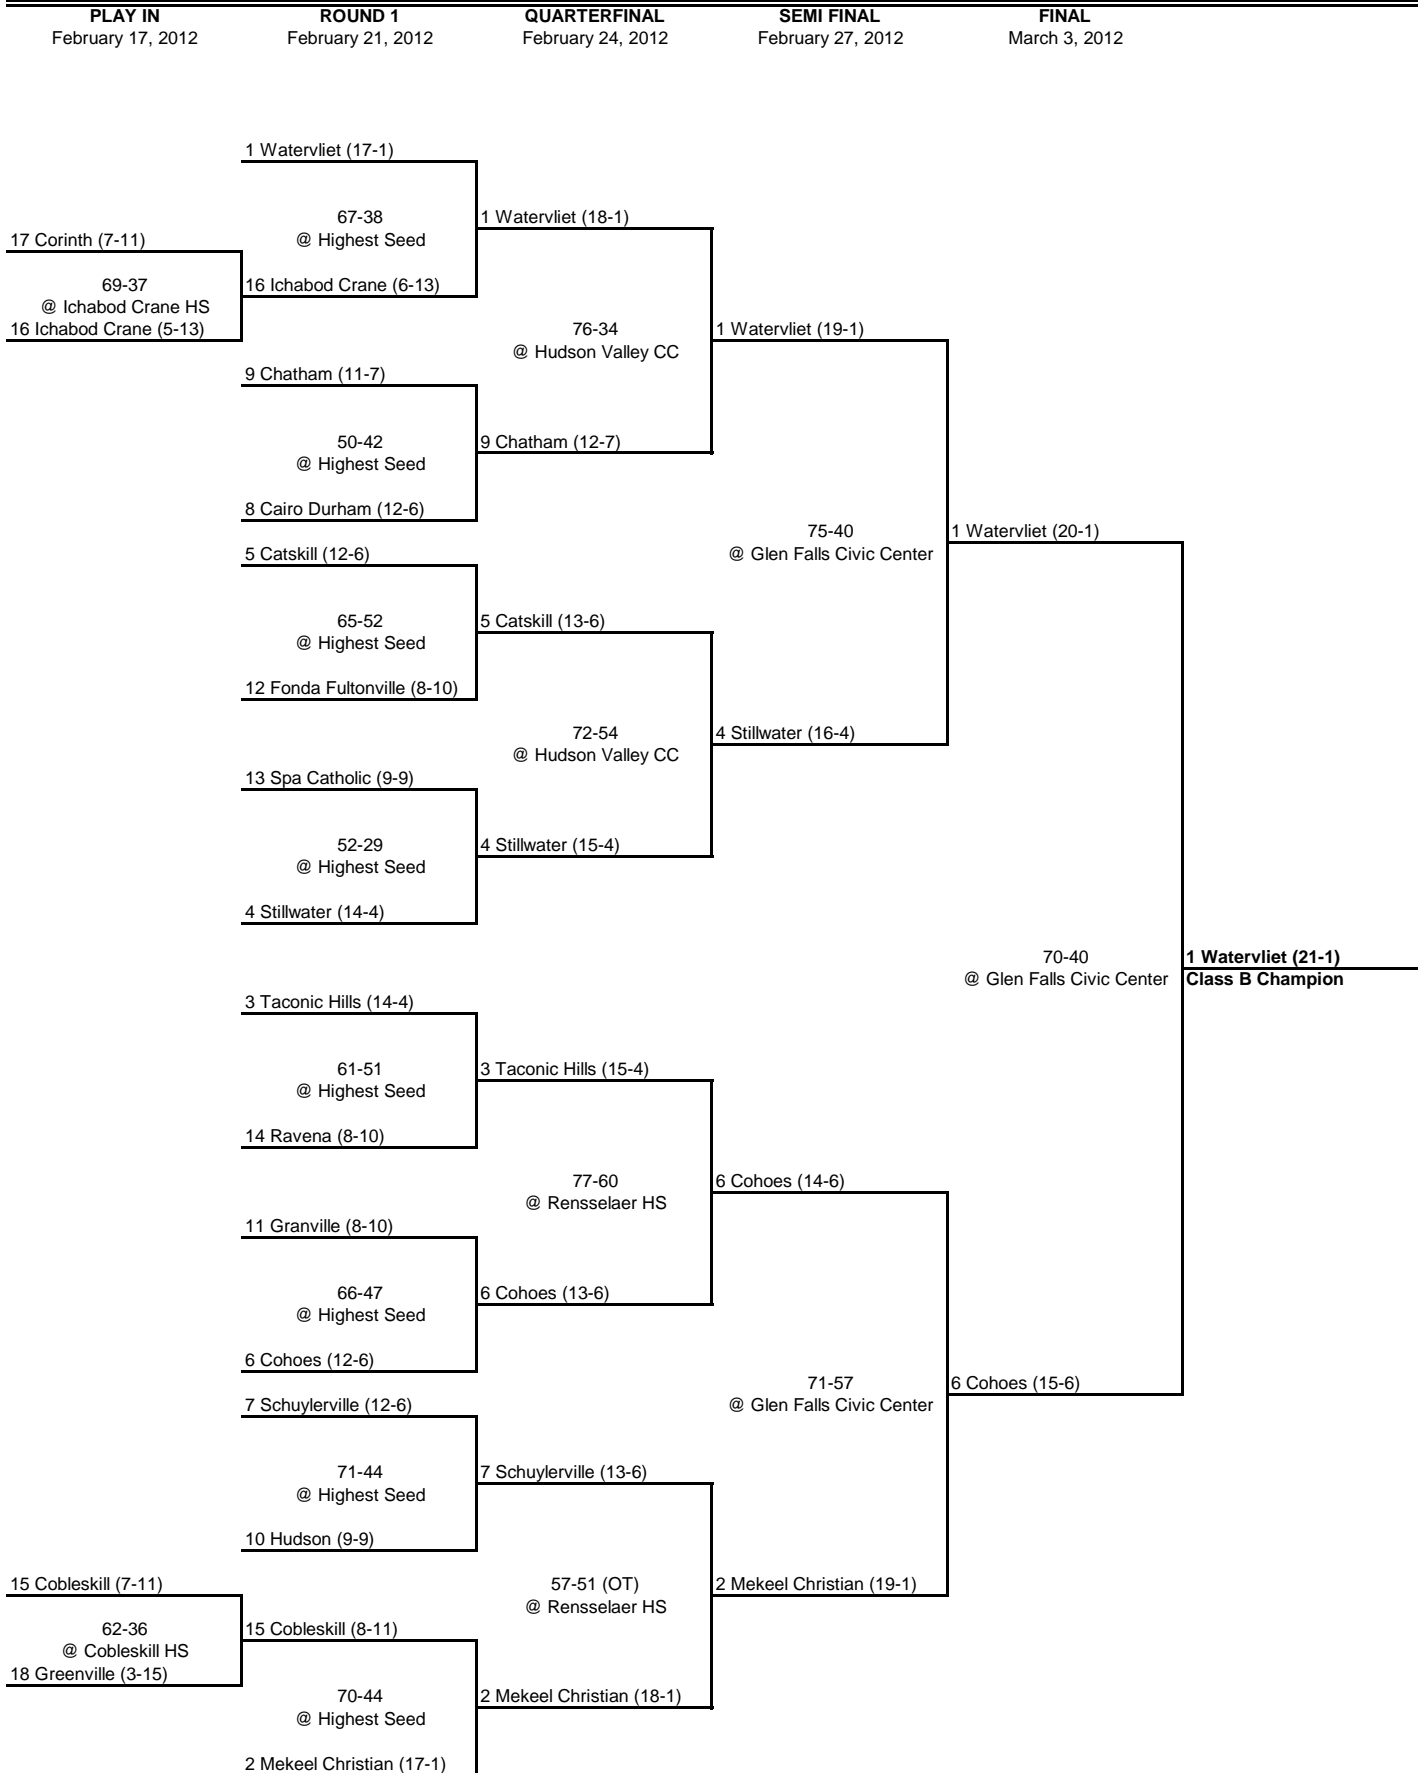 PLAY IN
February 17, 2012
ROUND 1
February 21, 2012
QUARTERFINAL
February 24, 2012
SEMI FINAL
February 27, 2012
FINAL
March 3, 2012
1 Watervliet (17-1)
67-38
@ Highest Seed
1 Watervliet (18-1)
17 Corinth (7-11)
69-37
@ Ichabod Crane HS
16 Ichabod Crane (5-13)
16 Ichabod Crane (6-13)
76-34
@ Hudson Valley CC
1 Watervliet (19-1)
9 Chatham (11-7)
50-42
@ Highest Seed
9 Chatham (12-7)
8 Cairo Durham (12-6)
75-40
@ Glen Falls Civic Center
1 Watervliet (20-1)
5 Catskill (12-6)
65-52
@ Highest Seed
5 Catskill (13-6)
12 Fonda Fultonville (8-10)
72-54
@ Hudson Valley CC
4 Stillwater (16-4)
13 Spa Catholic (9-9)
52-29
@ Highest Seed
4 Stillwater (15-4)
4 Stillwater (14-4)
70-40
@ Glen Falls Civic Center
1 Watervliet (21-1)
Class B Champion
3 Taconic Hills (14-4)
61-51
@ Highest Seed
3 Taconic Hills (15-4)
14 Ravena (8-10)
77-60
@ Rensselaer HS
6 Cohoes (14-6)
11 Granville (8-10)
66-47
@ Highest Seed
6 Cohoes (13-6)
6 Cohoes (12-6)
71-57
@ Glen Falls Civic Center
6 Cohoes (15-6)
7 Schuylerville (12-6)
71-44
@ Highest Seed
7 Schuylerville (13-6)
10 Hudson (9-9)
57-51 (OT)
@ Rensselaer HS
2 Mekeel Christian (19-1)
15 Cobleskill (7-11)
62-36
@ Cobleskill HS
18 Greenville (3-15)
15 Cobleskill (8-11)
70-44
@ Highest Seed
2 Mekeel Christian (18-1)
2 Mekeel Christian (17-1)